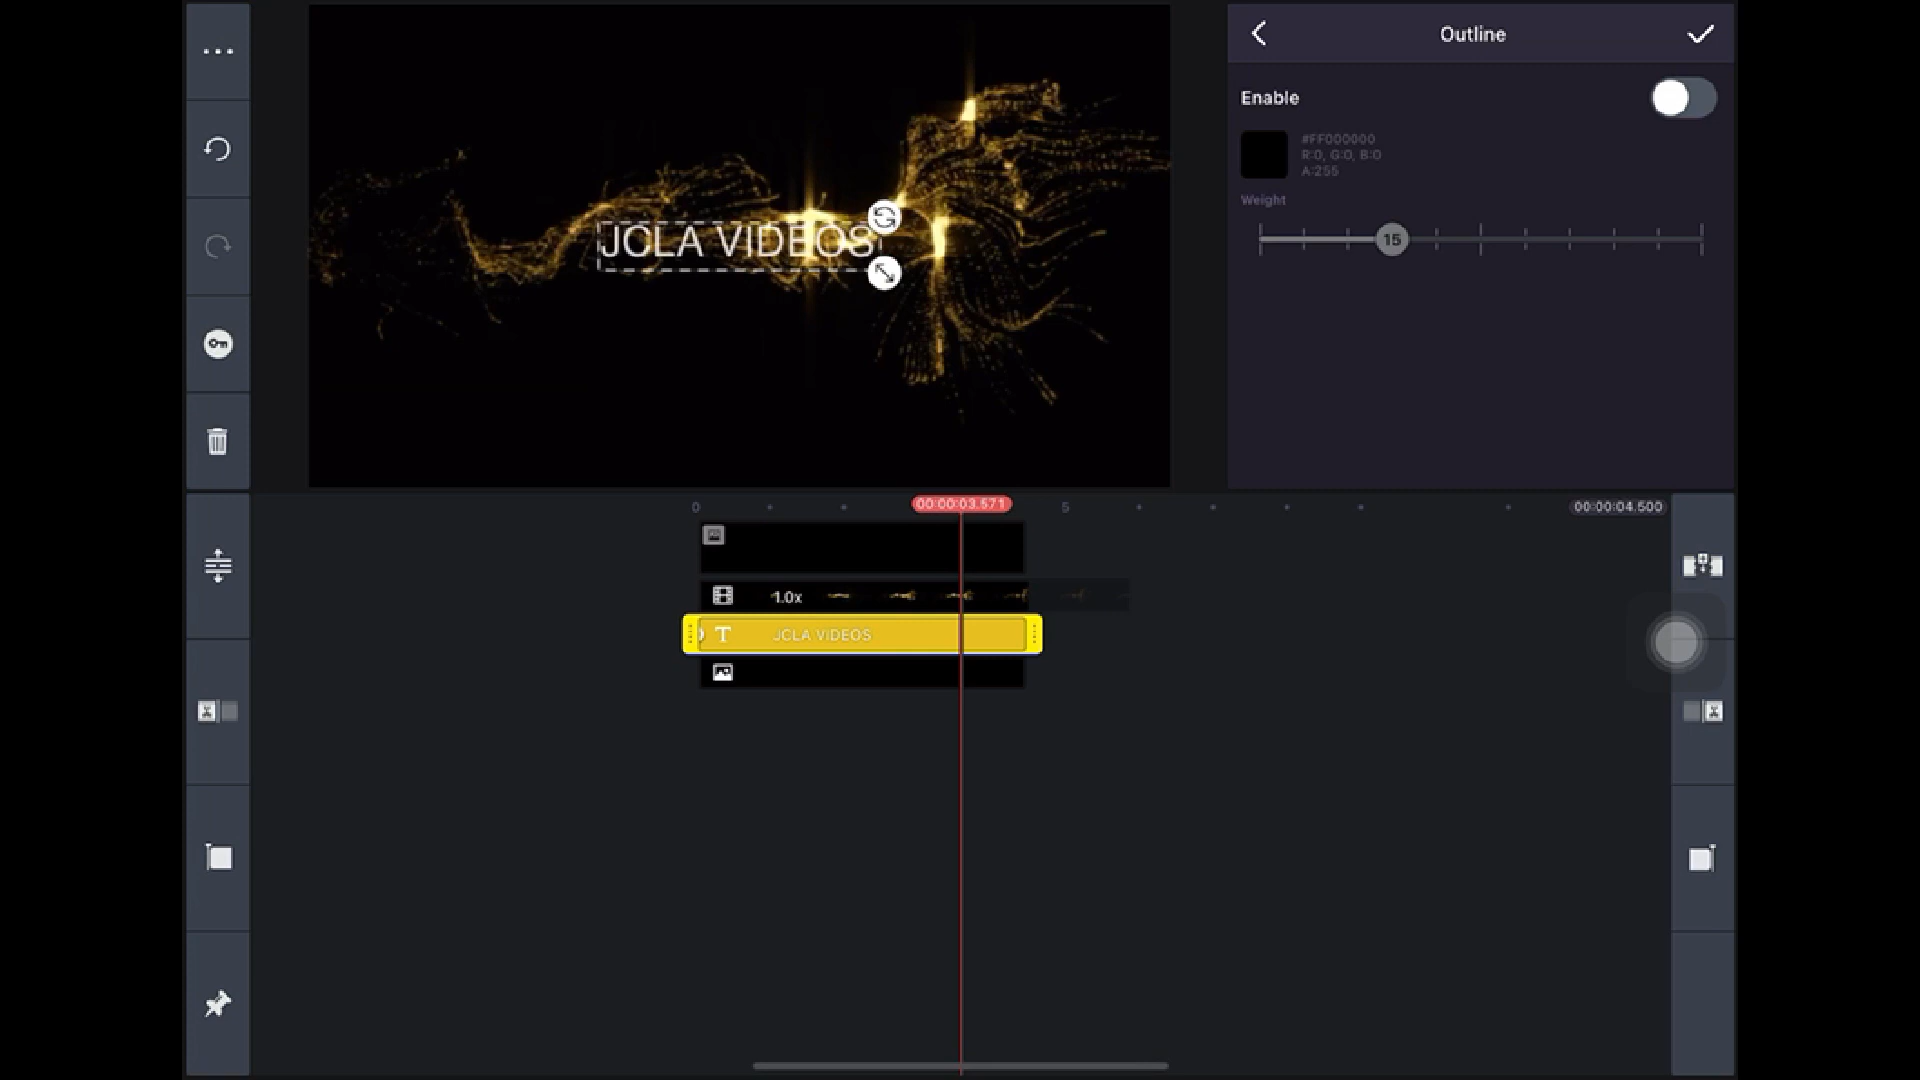 Outline
Enable
#FF000000
R:0, G:0, B:0
A:255
Weight
15
JCLA VIDEOS
0
00:00:03.571
5
00:00:04.500
1.0x
T JCLA VIDEOS